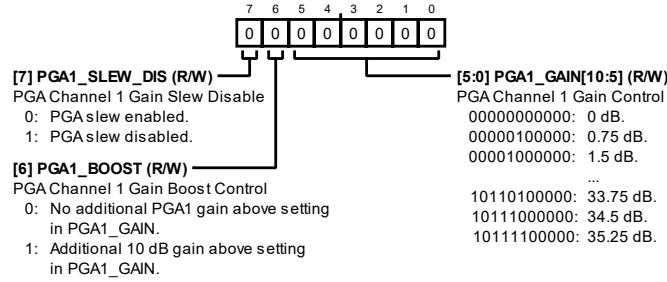 7 6 5 4 3 2 1 0
0 0 0 0 0 0 0 0
[7] PGA1_SLEW_DIS (R/W)
PGA Channel 1 Gain Slew Disable
0: PGA slew enabled.
1: PGA slew disabled.
[6] PGA1_BOOST (R/W)
PGA Channel 1 Gain Boost Control
0: No additional PGA1 gain above setting
in PGA1_GAIN.
1: Additional 10 dB gain above setting
in PGA1_GAIN.
[5:0] PGA1_GAIN[10:5] (R/W)
PGA Channel 1 Gain Control
00000000000: 0 dB.
00000100000: 0.75 dB.
00001000000: 1.5 dB.
...
10110100000: 33.75 dB.
10111000000: 34.5 dB.
10111100000: 35.25 dB.